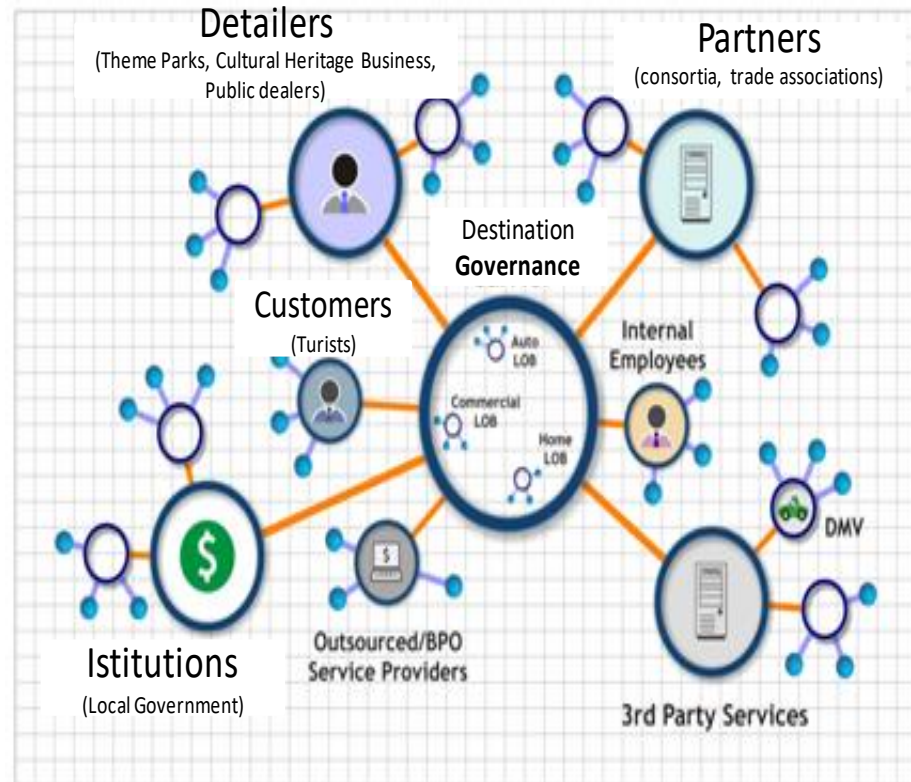 Detailers
(Theme Parks, Cultural Heritage Business,
Public dealers)
Partners
(consortia, trade associations)
Destination
Governance
Customers
(Turists)
Auto
LOB
Commercial
LOB
Home
LOB
Internal
Employees
DMV
$
$
Outsourced/BPO
Service Providers
Istitutions
(Local Government)
3rd Party Services